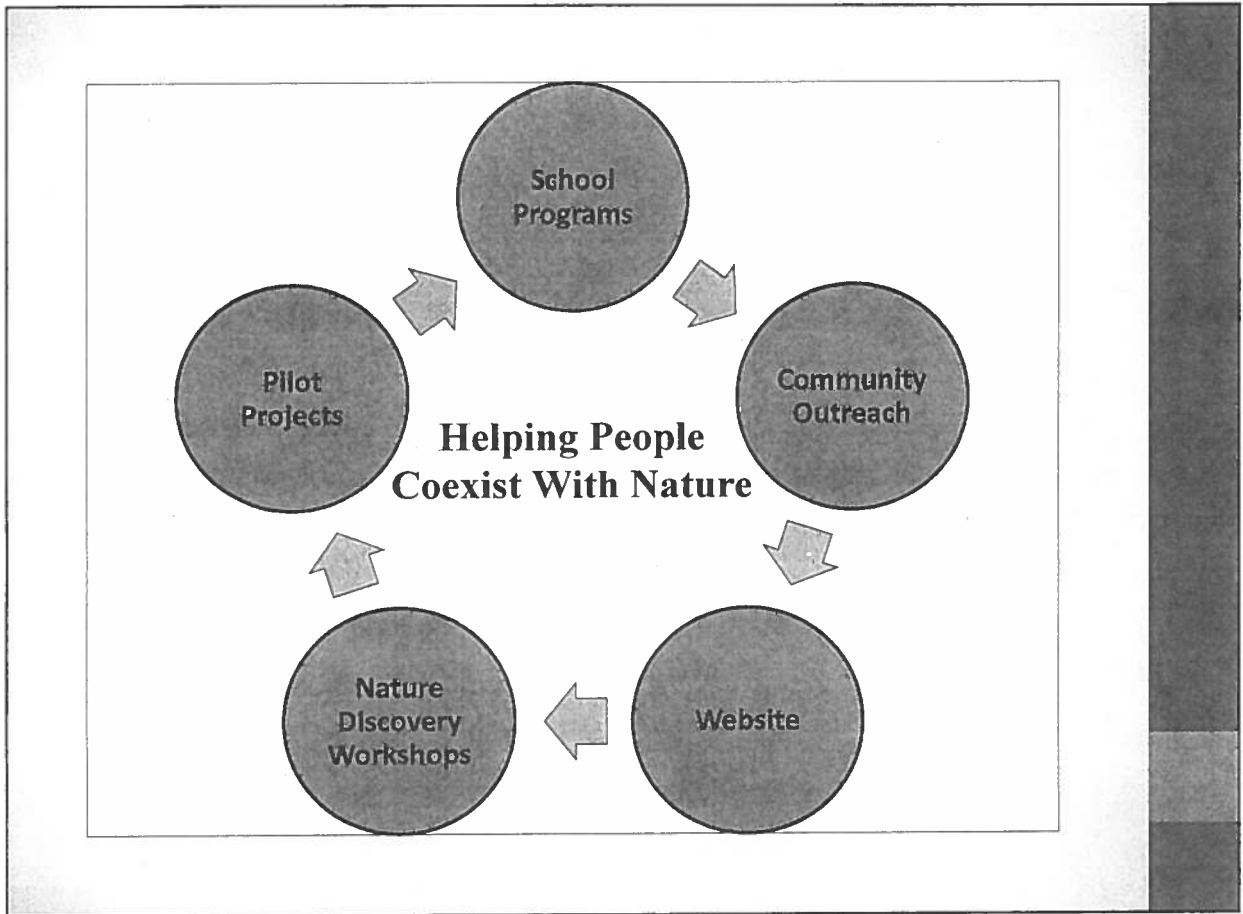 School
Programs
Community
Outreach
Website
Nature
Discovery
Workshops
Pilot
Projects
Helping People
Coexist With Nature